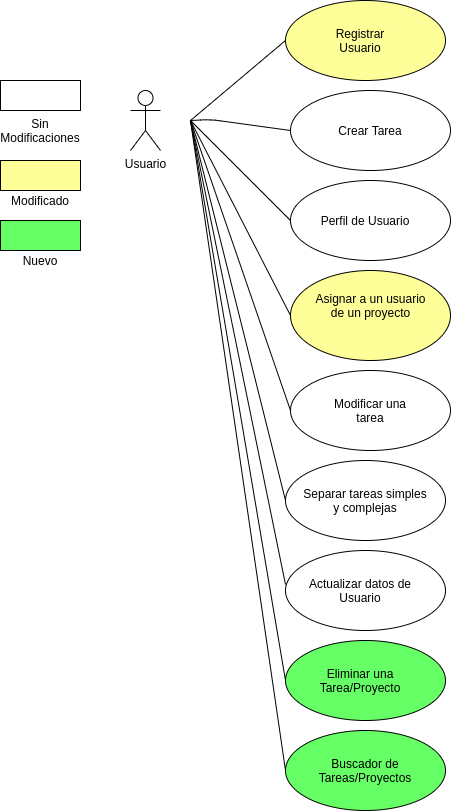 Sin
Modificaciones
Modificado
Nuevo
Usuario
Registrar
Usuario
Crear Tarea
Perfil de Usuario
Asignar a un usuario
de un proyecto
Modificar una
tarea
Separar tareas simples
y complejas
Actualizar datos de
Usuario
Eliminar una
Tarea/Proyecto
Buscador de
Tareas/Proyectos